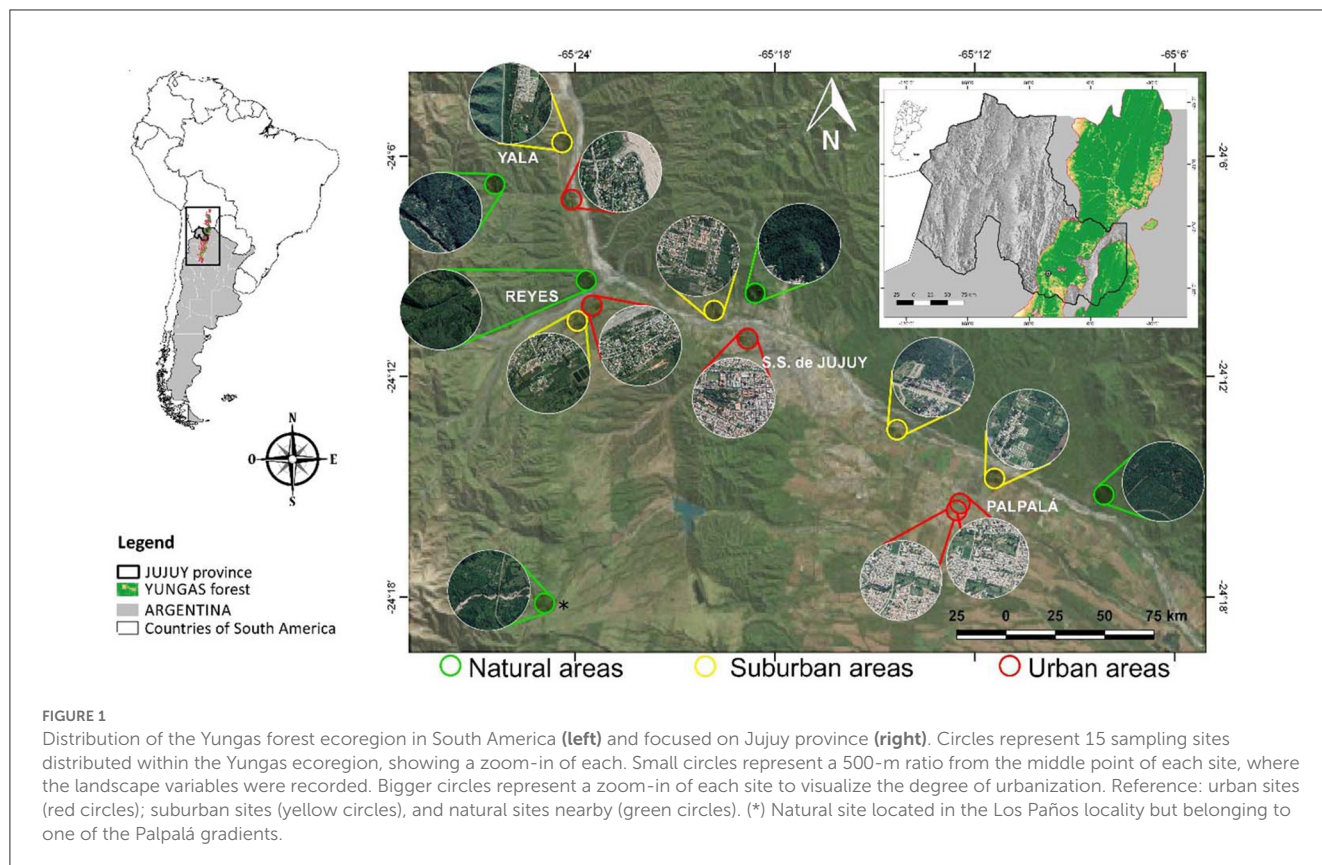 -65°24' -65°18' -65°12' -65°6'
-24°6' -24°6'
YALA
N
25 0 25 50 75 km
REYES
S.S. de JUJUY
-24°12' -24°12'
N
O E
S
PALPALÁ
Legend
JUJUY province
YUNGAS forest
ARGENTINA
Countries of South America
*
-24°18' -24°18'
25 0 25 50 75 km
Natural areas Suburban areas Urban areas
FIGURE 1
Distribution of the Yungas forest ecoregion in South America (left) and focused on Jujuy province (right). Circles represent 15 sampling sites
distributed within the Yungas ecoregion, showing a zoom-in of each. Small circles represent a 500-m ratio from the middle point of each site, where
the landscape variables were recorded. Bigger circles represent a zoom-in of each site to visualize the degree of urbanization. Reference: urban sites
(red circles); suburban sites (yellow circles), and natural sites nearby (green circles). (*) Natural site located in the Los Paños locality but belonging to
one of the Palpalá gradients.